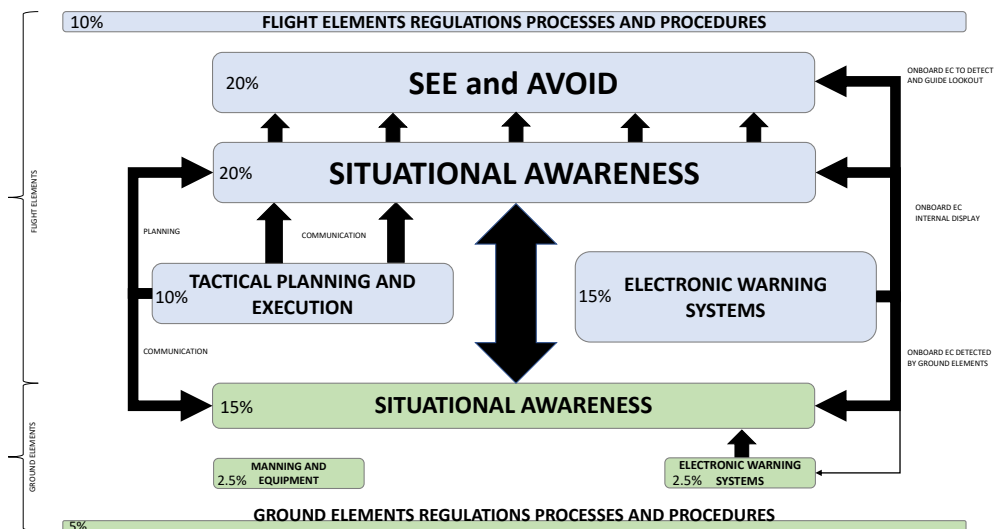 10%
FLIGHT ELEMENTS REGULATIONS PROCESSES AND PROCEDURES
20%
SEE and AVOID
ONBOARD EC TO DETECT
AND GUIDE LOOKOUT
20%
SITUATIONAL AWARENESS
FLIGHT ELEMENTS
PLANNING
COMMUNICATION
ONBOARD EC
INTERNAL DISPLAY
10%
TACTICAL PLANNING AND
EXECUTION
15%
ELECTRONIC WARNING
SYSTEMS
COMMUNICATION
ONBOARD EC DETECTED
BY GROUND ELEMENTS
15%
SITUATIONAL AWARENESS
GROUND ELEMENTS
MANNING AND
2.5%
EQUIPMENT
ELECTRONIC WARNING
2.5%
SYSTEMS
GROUND ELEMENTS REGULATIONS PROCESSES AND PROCEDURES
5%